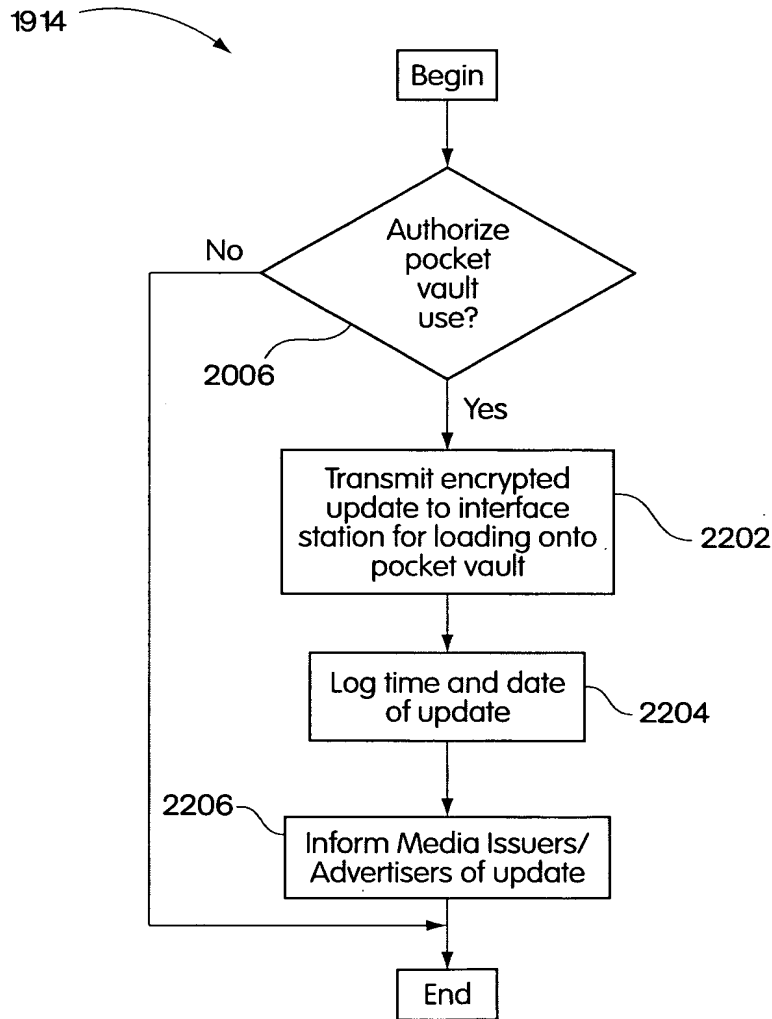 1914
Begin
Authorize
pocket
vault
use?
No
2006
Yes
Transmit encrypted
update to interface
station for loading onto
pocket vault
2202
Log time and date
of update
2204
2206
Inform Media Issuers/
Advertisers of update
End